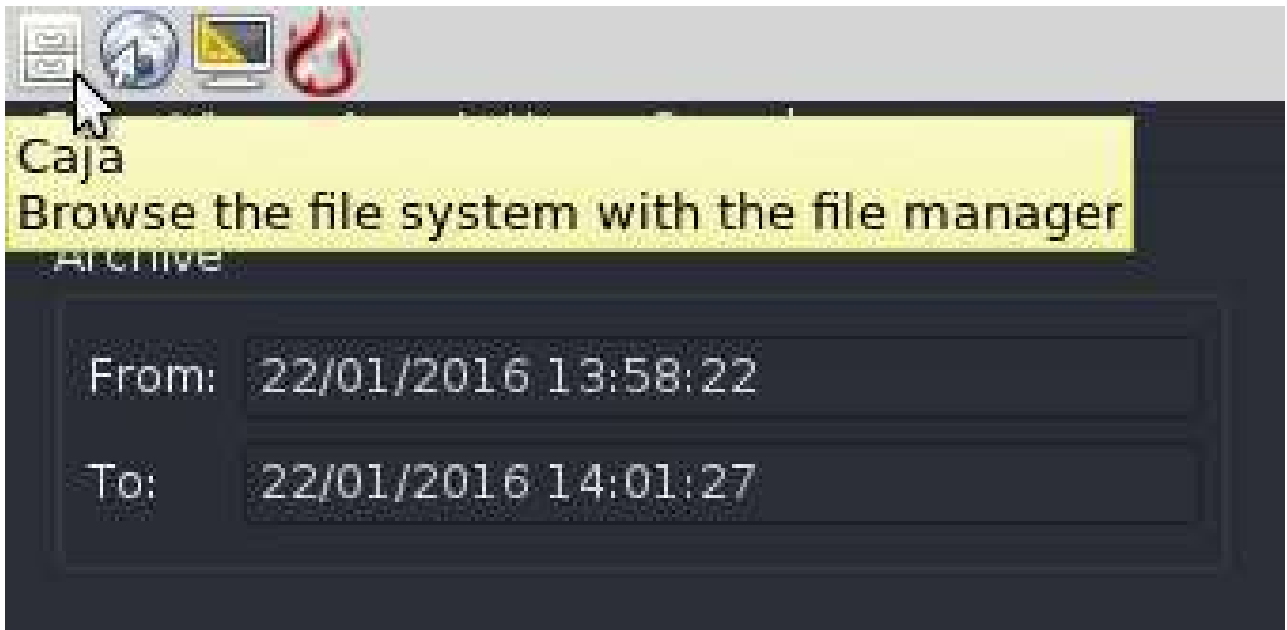 Caja
Browse the file system with the file manager
Archive
From: 22/01/2016 13:58:22
To: 22/01/2016 14:01:27